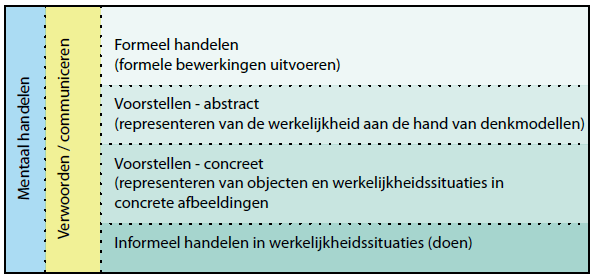 Mentaal handelen
Verwoorden / communiceren
Formeel handelen
(formele bewerkingen uitvoeren)
Voorstellen - abstract
(representeren van de werkelijkheid aan de hand van denkmodellen)
Voorstellen - concreet
(representeren van objecten en werkelijkheidssituaties in
concrete afbeeldingen
Informeel handelen in werkelijkheidssituaties (doen)